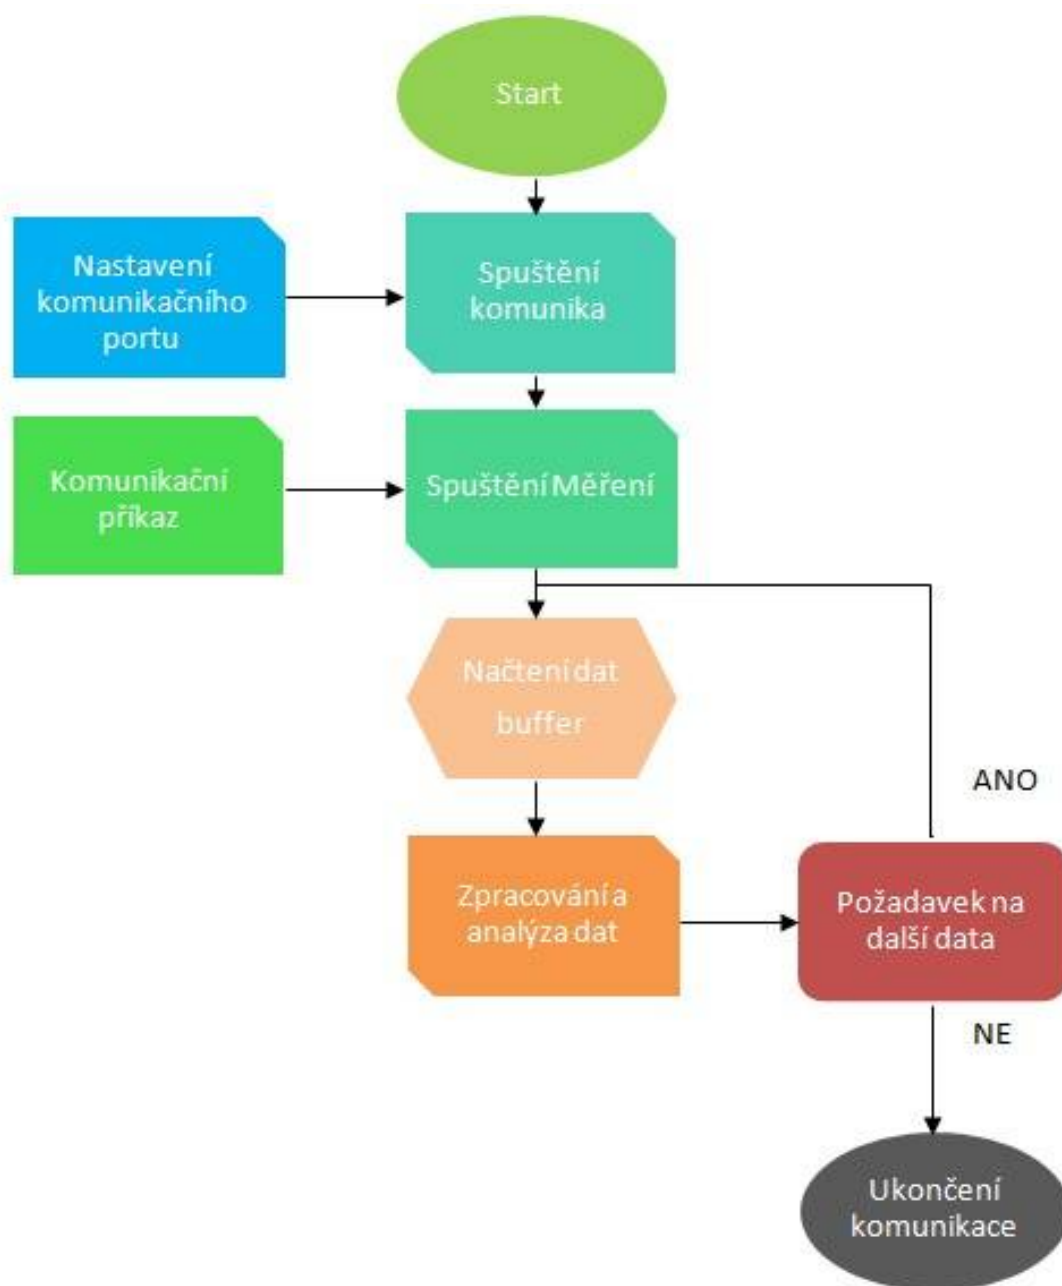 Start
Nastavení
komunikačního
portu
Spuštění
komunika
Komunikační
příkaz
Spuštění Měření
Načtení dat
buffer
ANO
Zpracování a
analýza dat
Požadavek na
další data
NE
Ukončení
komunikace